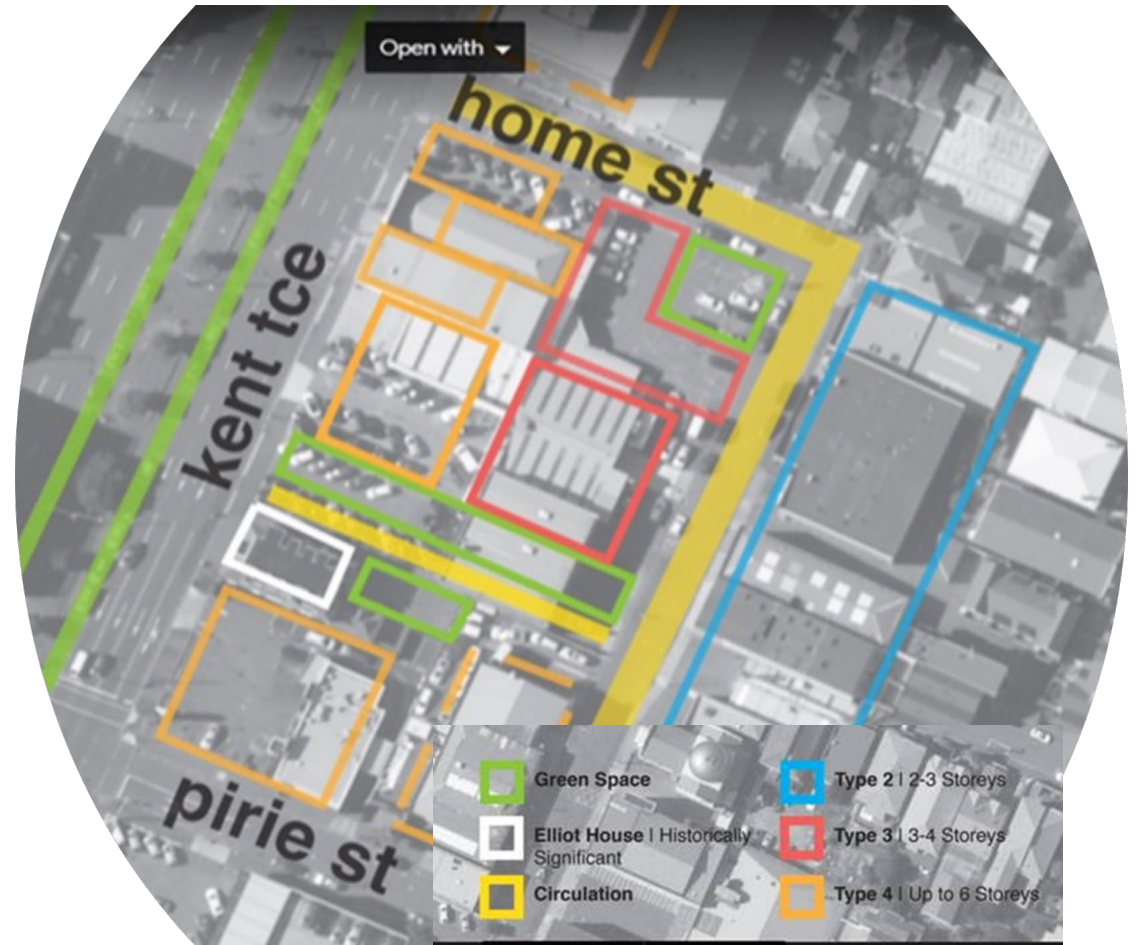 Open with
home st
kent tce
pirie st
Green Space
Elliot House | Historically
Significant
Circulation
Type 2 | 2-3 Storeys
Type 3 | 3-4 Storeys
Type 4 | Up to 6 Storeys